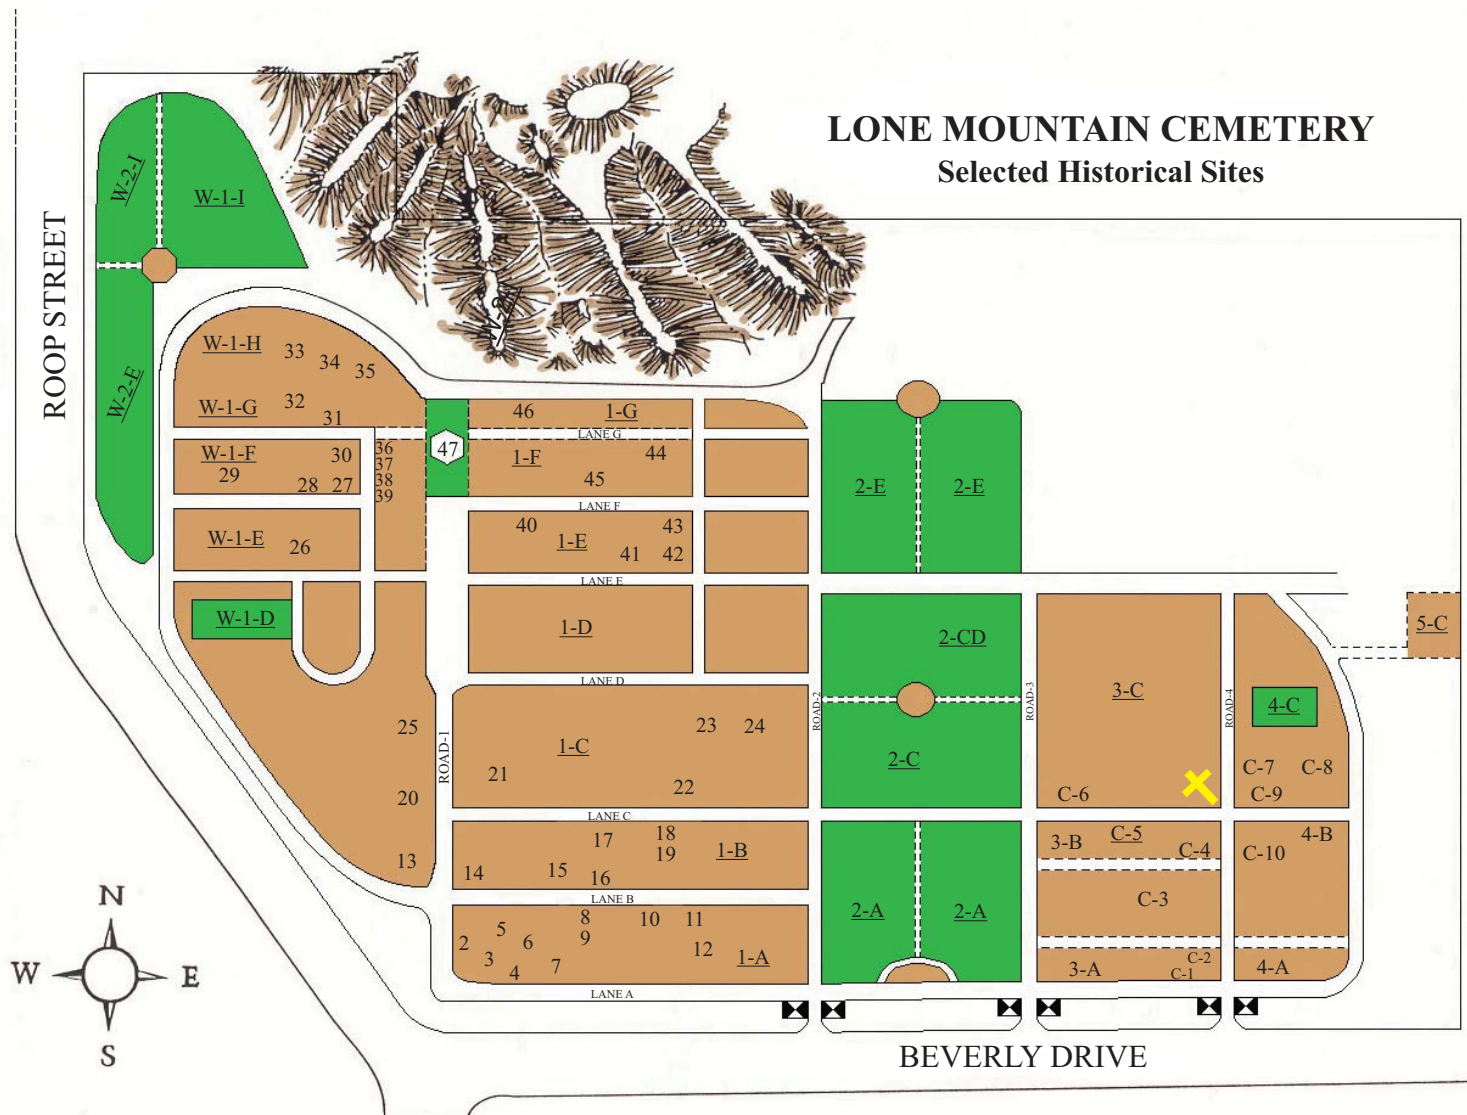 LONE MOUNTAIN CEMETERY
Selected Historical Sites
W-2-I
W-1-I
ROOP STREET
W-2-E
W-1-H
33
34
35
W-1-G
32
31
46
1-G
LANE G
W-1-F
29
30
28
27
36
37
38
39
47
1-F
44
45
LANE F
W-1-E
26
40
1-E
41
43
42
LANE E
2-E
2-E
W-1-D
1-D
LANE D
2-CD
5-C
25
20
13
ROAD-1
1-C
21
22
23
24
LANE C
ROAD-2
2-C
ROAD-3
3-C
C-6
ROAD-4
4-C
C-7
C-8
C-9
14
15
16
17
18
19
1-B
LANE B
3-B
C-5
C-4
C-3
C-10
4-B
2
3
4
5
6
7
8
9
10
11
12
1-A
LANE A
2-A
2-A
3-A
C-2
C-1
4-A
N
W
E
S
BEVERLY DRIVE